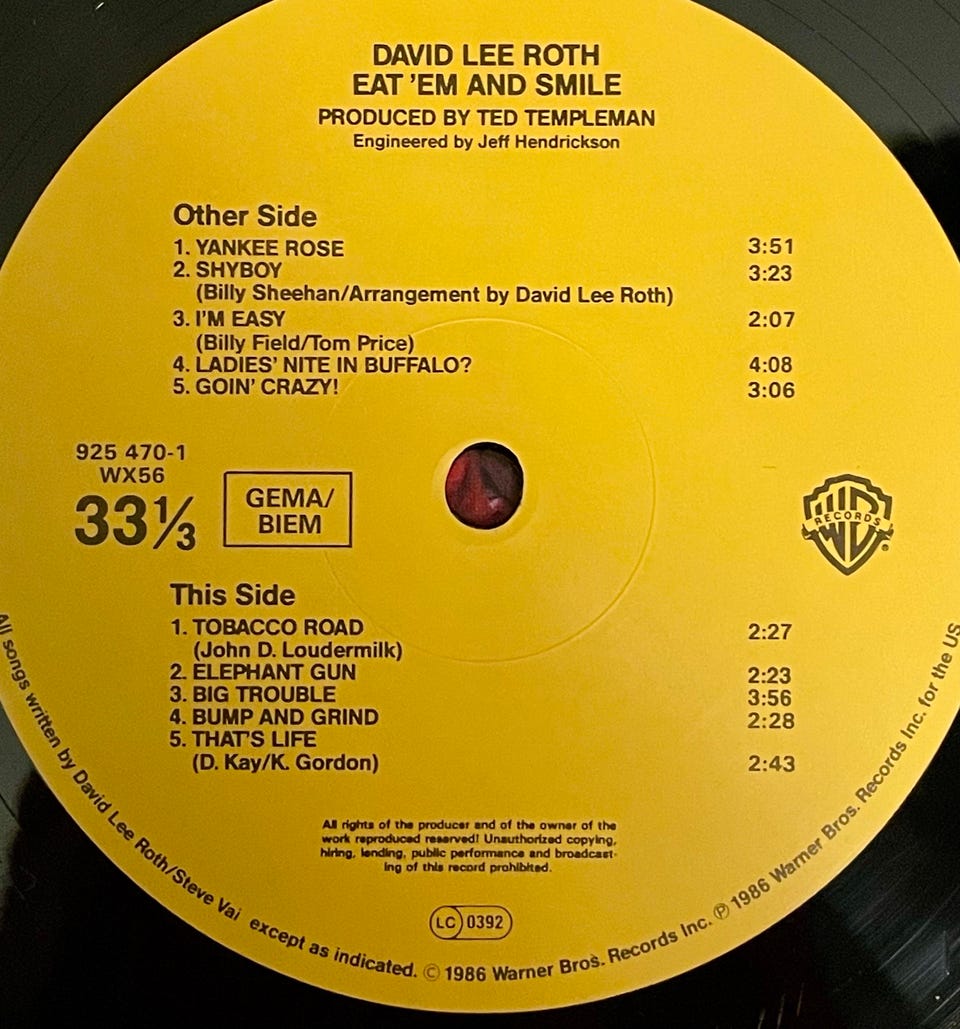 DAVID LEE ROTH
EAT 'EM AND SMILE
PRODUCED BY TED TEMPLEMAN
Engineered by Jeff Hendrickson
Other Side
1. YANKEE ROSE 3:51
2. SHYBOY 3:23
(Billy Sheehan/Arrangement by David Lee Roth)
3. I'M EASY 2:07
(Billy Field/Tom Price)
4. LADIES' NITE IN BUFFALO? 4:08
5. GOIN' CRAZY! 3:06
925 470-1
WX56
33⅓
GEMA/
BIEM
WB
RECORDS
®
This Side
1. TOBACCO ROAD 2:27
(John D. Loudermilk)
2. ELEPHANT GUN 2:23
3. BIG TROUBLE 3:56
4. BUMP AND GRIND 2:28
5. THAT'S LIFE
(D. Kay/K. Gordon) 2:43
All rights of the producer and of the owner of the
work reproduced reserved! Unauthorized copying,
hiring, lending, public performance and broadcast-
ing of this record prohibited.
LC 0392
All songs written by David Lee Roth/Steve Vai except as indicated. © 1986 Warner Bros. Records Inc. ℗ 1986 Warner Bros. Records Inc. for the US